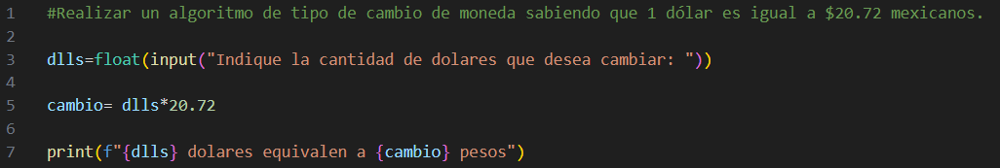 1 #Realizar un algoritmo de tipo de cambio de moneda sabiendo que 1 dólar es igual a $20.72 mexicanos.
2
3 dlls=float(input("Indique la cantidad de dolares que desea cambiar: "))
4
5 cambio= dlls*20.72
6
7 print(f"{dlls} dolares equivalen a {cambio} pesos")